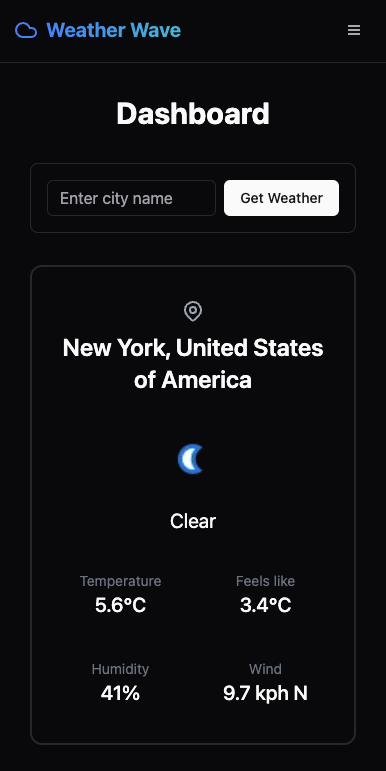 Weather Wave
Dashboard
Enter city name
Get Weather
New York, United States
of America
Clear
Temperature
Feels like
5.6°C
3.4°C
Humidity
Wind
41%
9.7 kph N